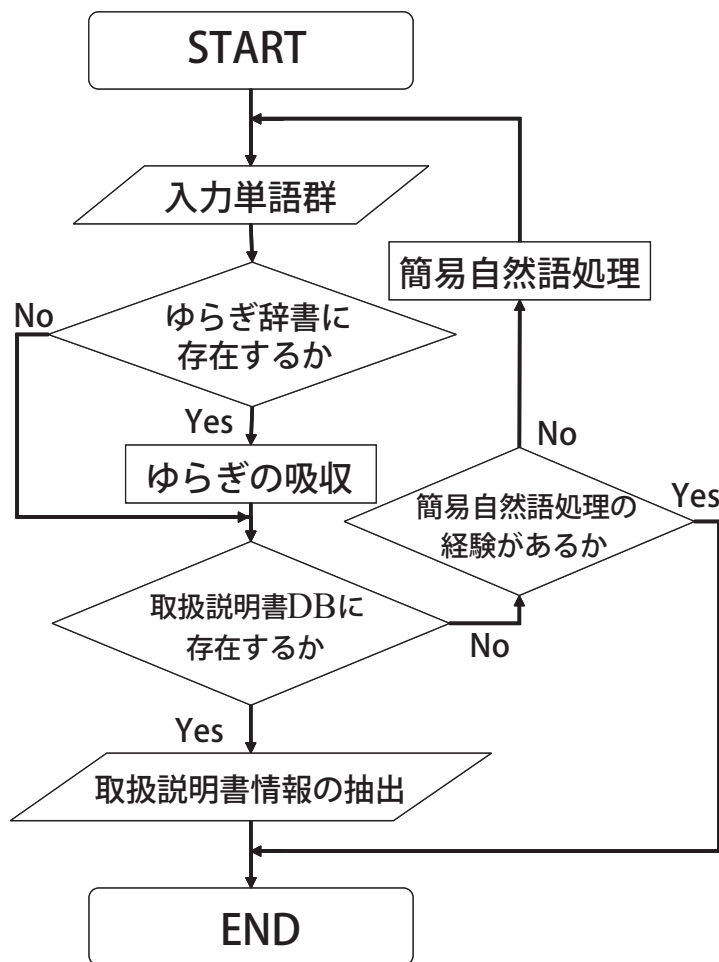 START
入力単語群
簡易自然語処理
No
ゆらぎ辞書に
存在するか
Yes
No
ゆらぎの吸収
簡易自然語処理の
経験があるか
Yes
取扱説明書DBに
存在するか
No
Yes
取扱説明書情報の抽出
END